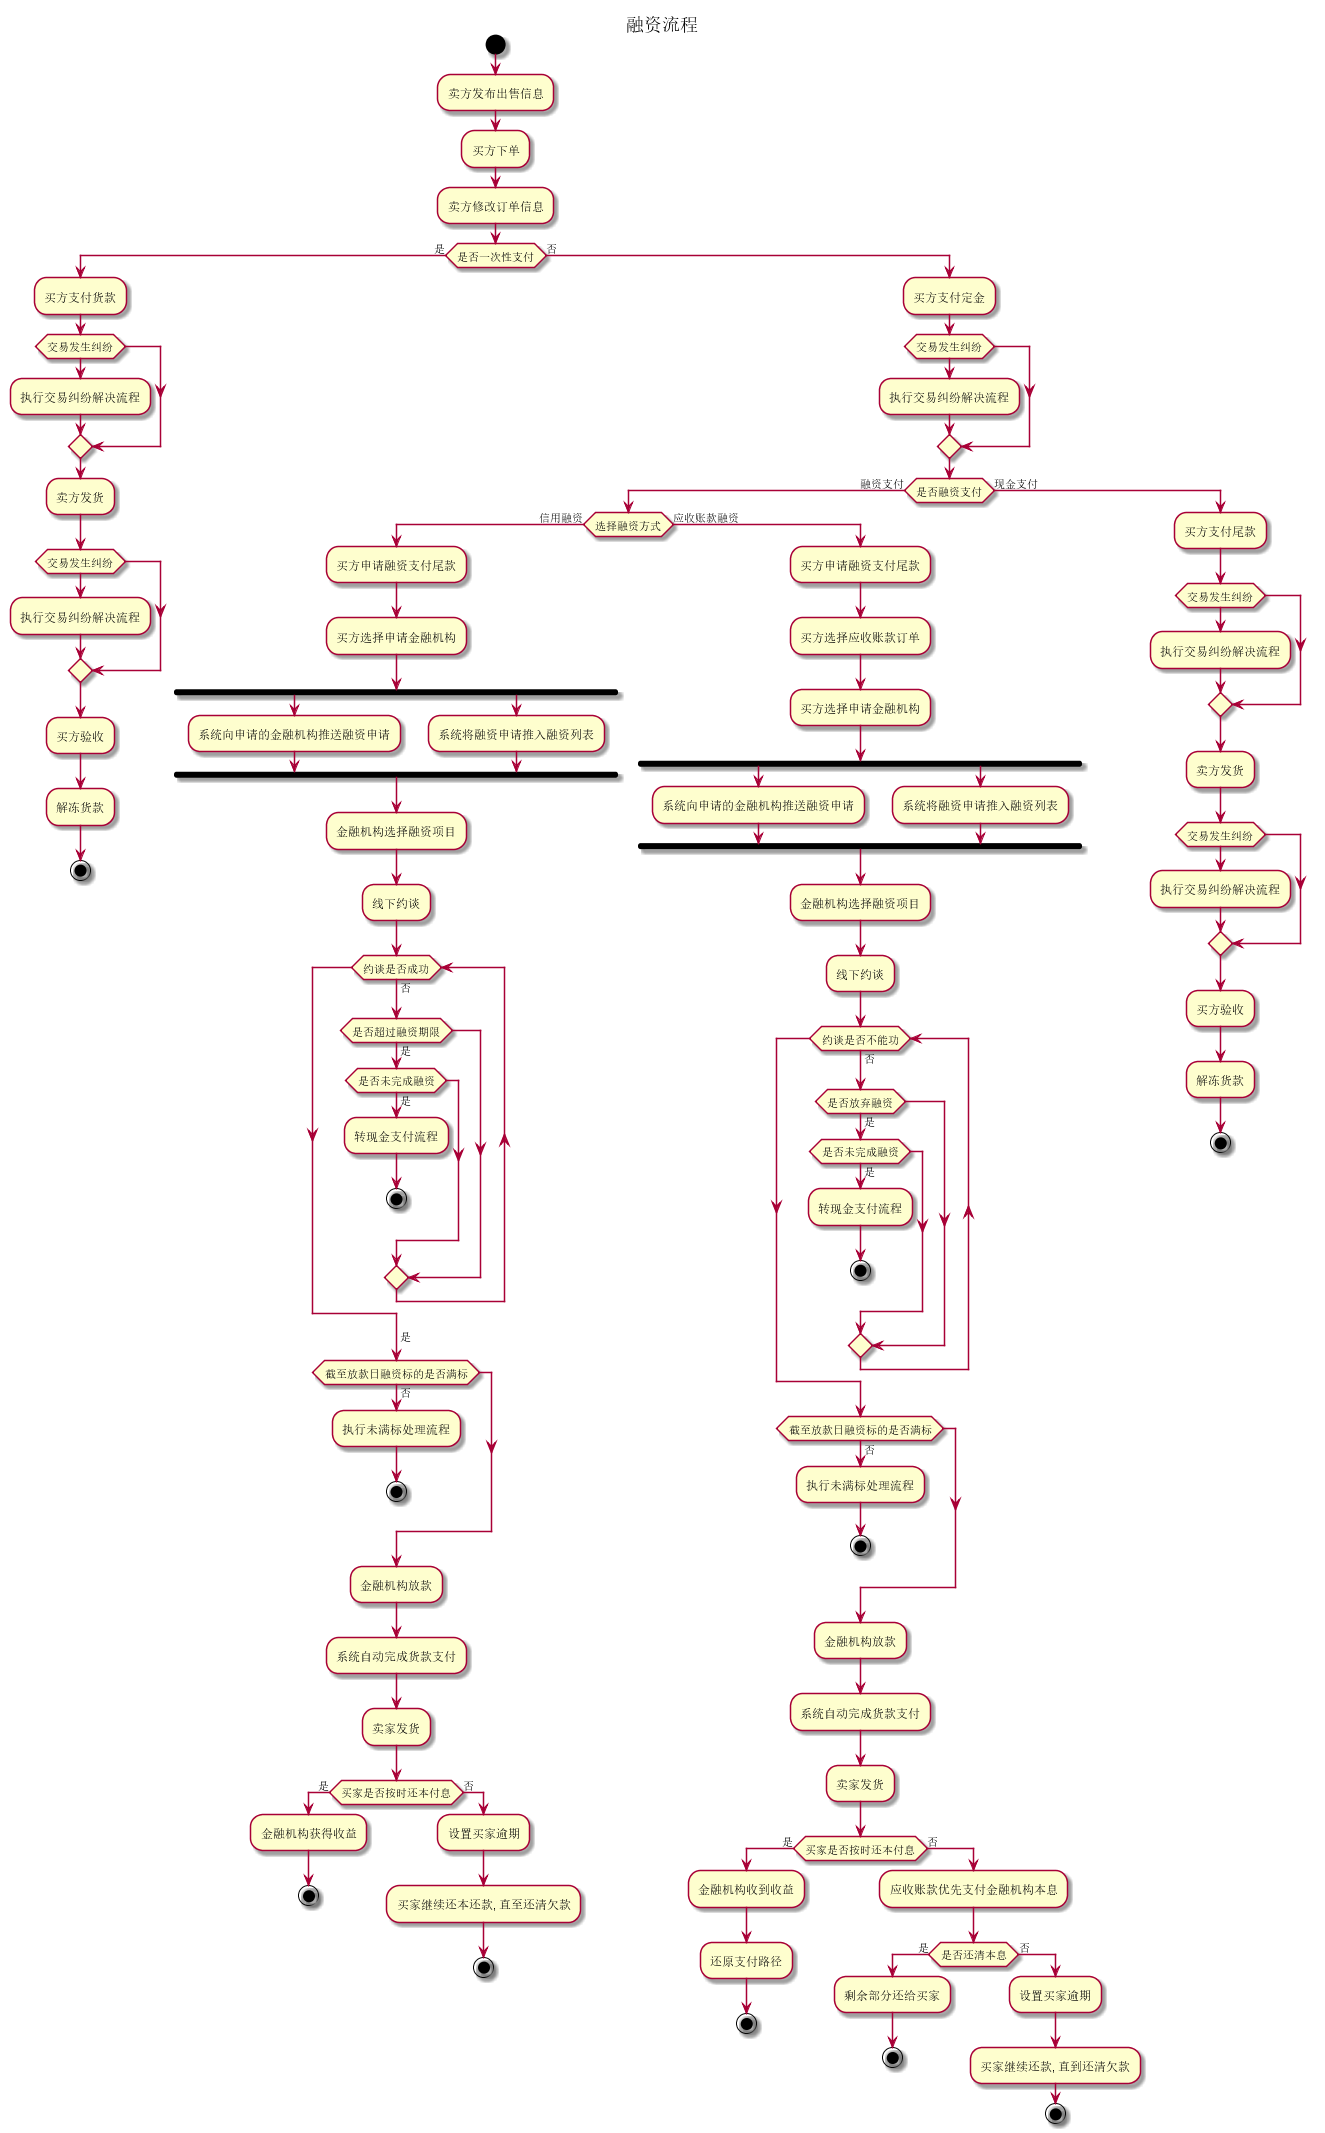 融资流程
卖方发布出售信息
买方下单
卖方修改订单信息
是
是否一次性支付
否
买方支付货款
交易发生纠纷
执行交易纠纷解决流程
卖方发货
交易发生纠纷
执行交易纠纷解决流程
买方验收
解冻货款
买方支付定金
交易发生纠纷
执行交易纠纷解决流程
融资支付
是否融资支付
现金支付
信用融资
选择融资方式
应收账款融资
买方申请融资支付尾款
买方选择申请金融机构
系统向申请的金融机构推送融资申请
系统将融资申请推入融资列表
金融机构选择融资项目
线下约谈
约谈是否成功
否
是否超过融资期限
是
是否未完成融资
是
转现金支付流程
是
截至放款日融资标的是否满标
否
执行未满标处理流程
金融机构放款
系统自动完成货款支付
卖家发货
是
买家是否按时还本付息
否
金融机构获得收益
设置买家逾期
买家继续还本还款, 直至还清欠款
买方申请融资支付尾款
买方选择应收账款订单
买方选择申请金融机构
系统向申请的金融机构推送融资申请
系统将融资申请推入融资列表
金融机构选择融资项目
线下约谈
约谈是否不能功
否
是否放弃融资
是
是否未完成融资
是
转现金支付流程
截至放款日融资标的是否满标
否
执行未满标处理流程
金融机构放款
系统自动完成货款支付
卖家发货
是
买家是否按时还本付息
否
金融机构收到收益
还原支付路径
应收账款优先支付金融机构本息
是
是否还清本息
否
剩余部分还给买家
设置买家逾期
买家继续还款, 直到还清欠款
买方支付尾款
交易发生纠纷
执行交易纠纷解决流程
卖方发货
交易发生纠纷
执行交易纠纷解决流程
买方验收
解冻货款